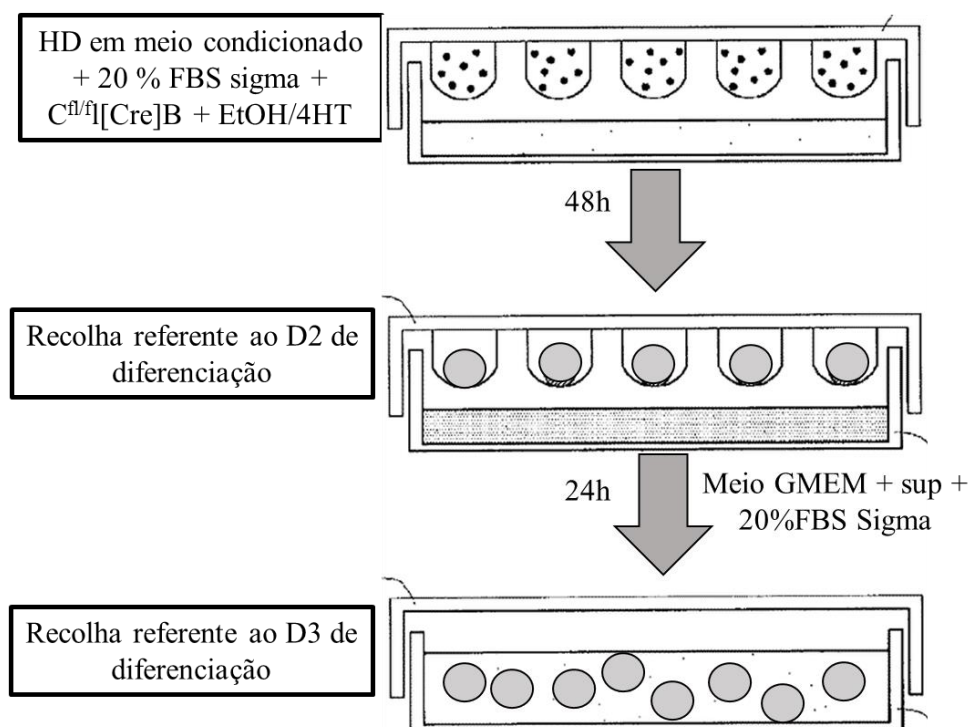 HD em meio condicionado
+ 20 % FBS sigma +
C^fl/fl[Cre]B + EtOH/4HT
48h
Recolha referente ao D2 de
diferenciação
24h
Meio GMEM + sup +
20%FBS Sigma
Recolha referente ao D3 de
diferenciação